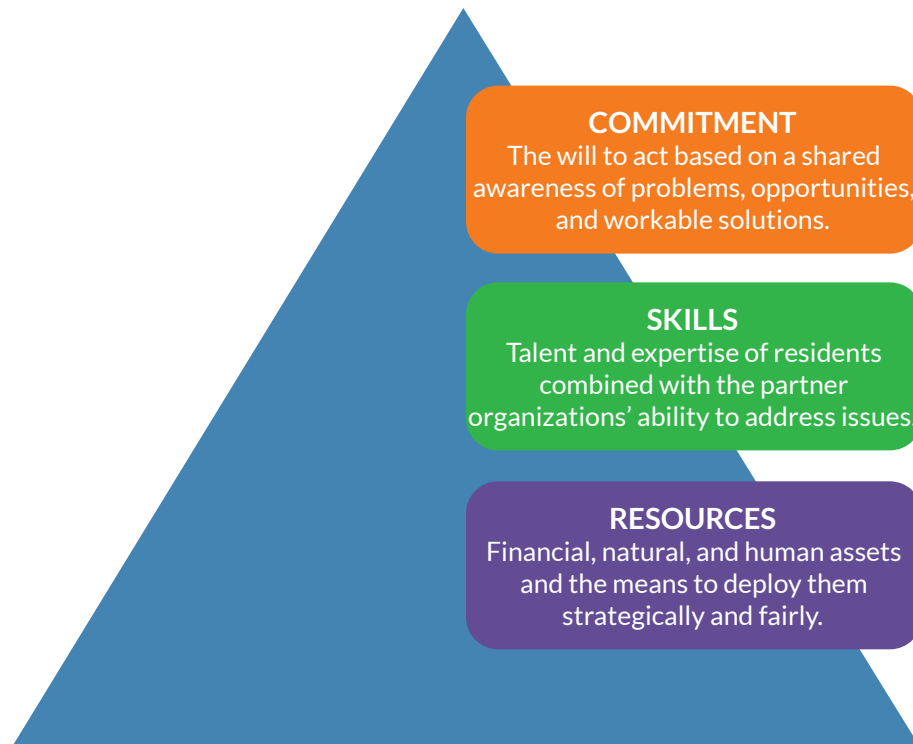 COMMITMENT
The will to act based on a shared
awareness of problems, opportunities,
and workable solutions.
SKILLS
Talent and expertise of residents
combined with the partner
organizations’ ability to address issues.
RESOURCES
Financial, natural, and human assets
and the means to deploy them
strategically and fairly.